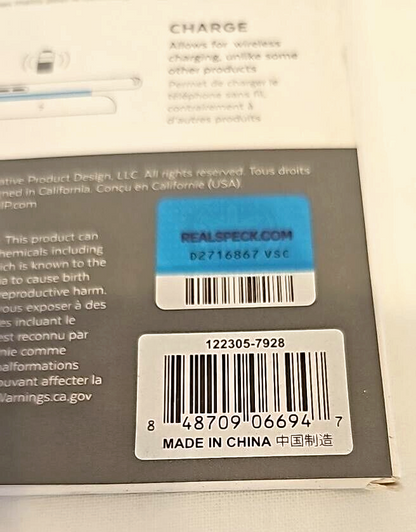 CHARGE
Allows for wireless
charging, unlike some
other products
Permet de charger le
téléphone sans fil,
contrairement à
d'autres produits
ative Product Design, LLC. All rights reserved. Tous droits
ned in California. Conçu en Californie (USA).
IP.com
This product can
hemicals including
ich is known to the
ia to cause birth
reproductive harm.
vous exposer à des
es incluant le
est reconnu par
nie comme
alformations
ouvant affecter la
Warnings.ca.gov
REALSPECK.COM
D2716867 VSC
122305-7928
8 48709 06694 7
MADE IN CHINA 中国制造